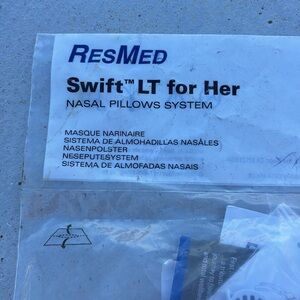 RESMED
Swift™ LT for Her
NASAL PILLOWS SYSTEM
MASQUE NARINAIRE
SISTEMA DE ALMOHADILLAS NASALES
NASENPOLSTER
NESEPUTESYSTEM
SISTEMA DE ALMOFADAS NASAIS